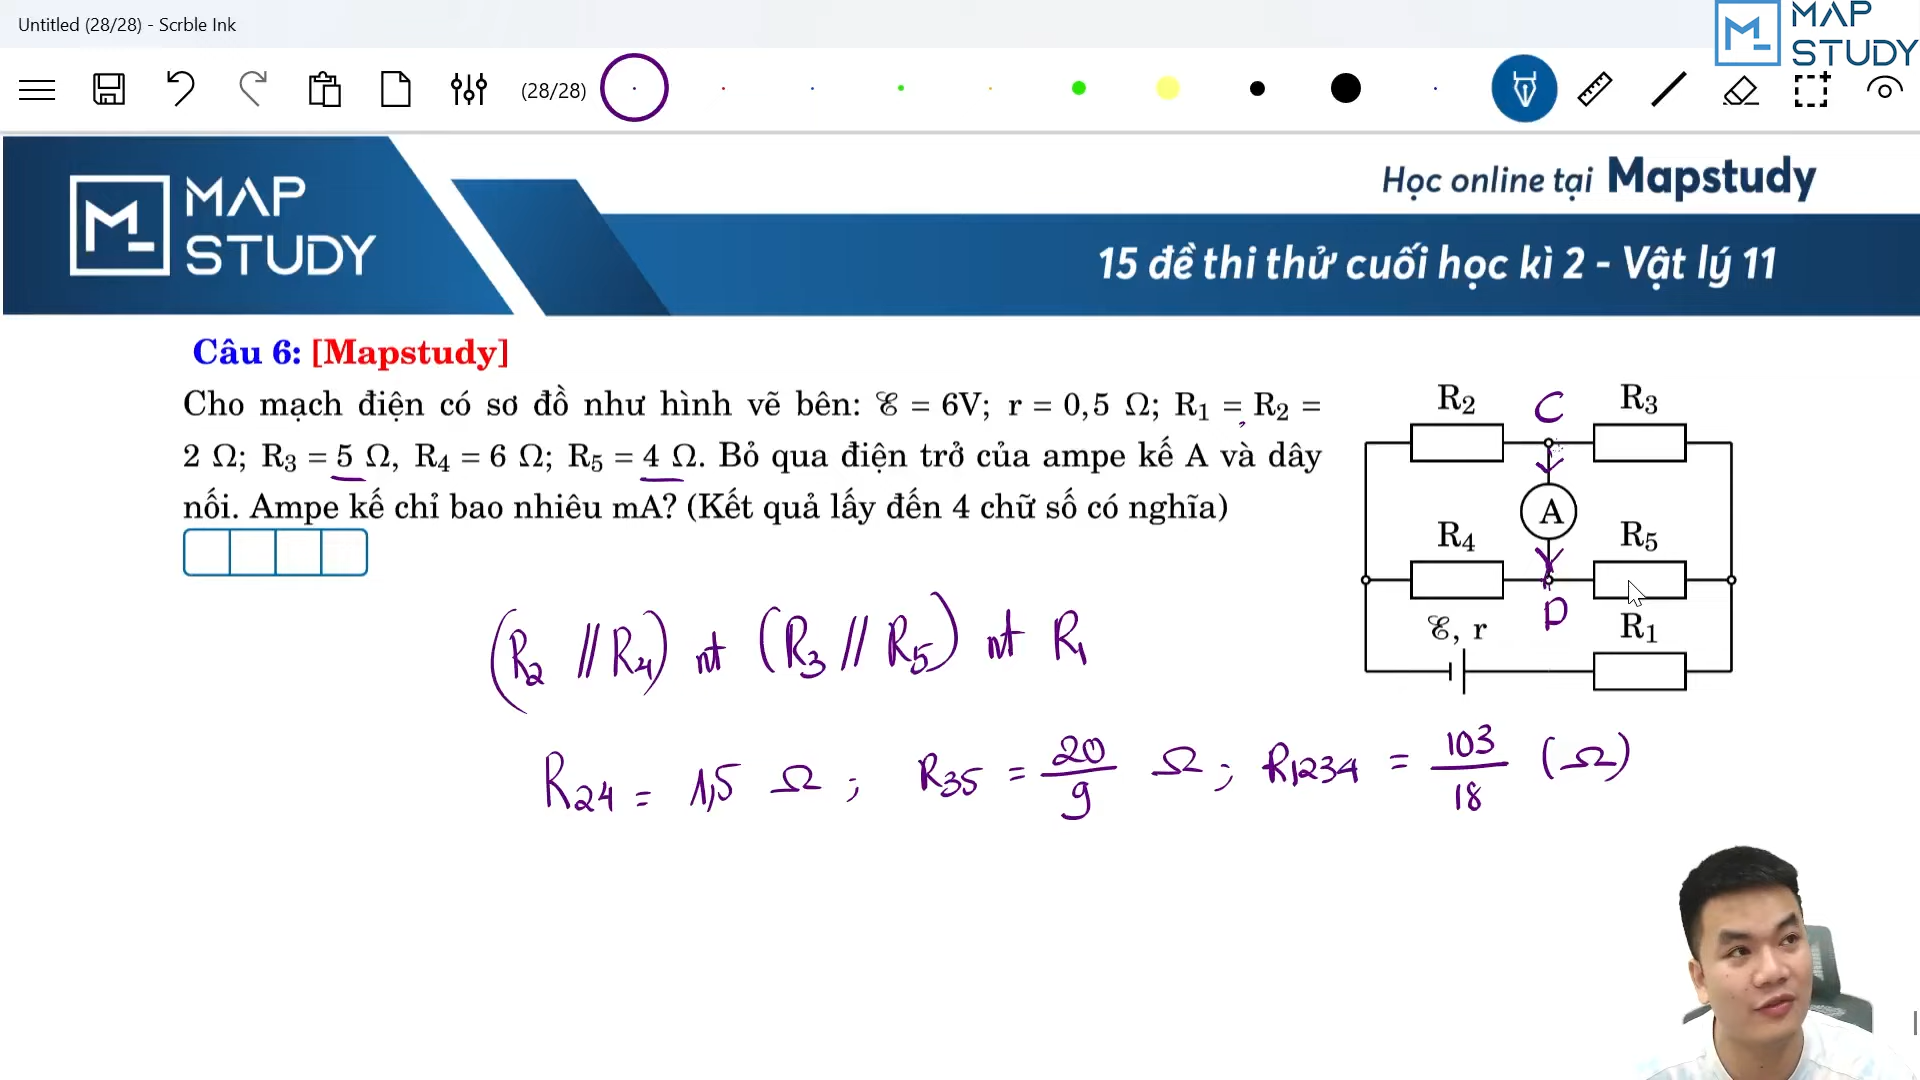 Untitled (28/28) - Scrble Ink
MAP
STUDY
(28/28)
MAP
STUDY
Học online tại Mapstudy
15 đề thi thử cuối học kì 2 - Vật lý 11
Câu 6: [Mapstudy]
Cho mạch điện có sơ đồ như hình vẽ bên: ℰ = 6V; r = 0,5 Ω; R₁ = R₂ =
2 Ω; R₃ = 5 Ω, R₄ = 6 Ω; R₅ = 4 Ω. Bỏ qua điện trở của ampe kế A và dây
nối. Ampe kế chỉ bao nhiêu mA? (Kết quả lấy đến 4 chữ số có nghĩa)
R₂ C R₃
A
R₄ R₅
D
ℰ, r R₁
(R₂ // R₄) nt (R₃ // R₅) nt R₁
R₂₄ = 1,5 Ω; R₃₅ = 20/9 Ω; R₁₂₃₄ = 103/18 (Ω)